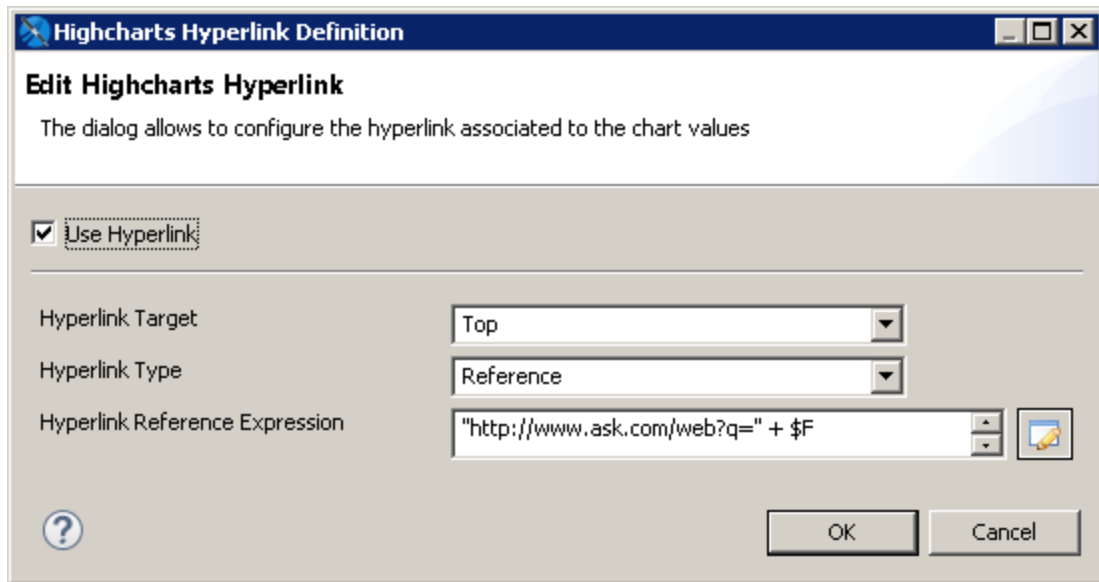 Highcharts Hyperlink Definition
Edit Highcharts Hyperlink
The dialog allows to configure the hyperlink associated to the chart values
Use Hyperlink
Hyperlink Target
Top
Hyperlink Type
Reference
Hyperlink Reference Expression
"http://www.ask.com/web?q=" + $F
?
OK
Cancel